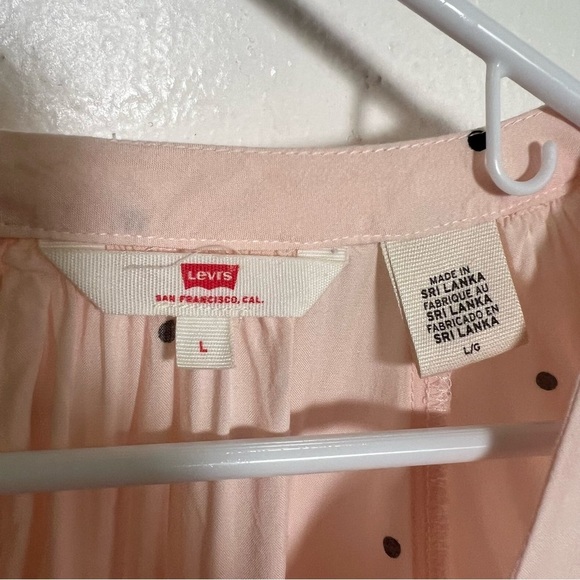 Levi's
SAN FRANCISCO, CAL.
L
MADE IN
SRI LANKA
FABRIQUÉ AU
SRI LANKA
FABRICADO EN
SRI LANKA
L/G